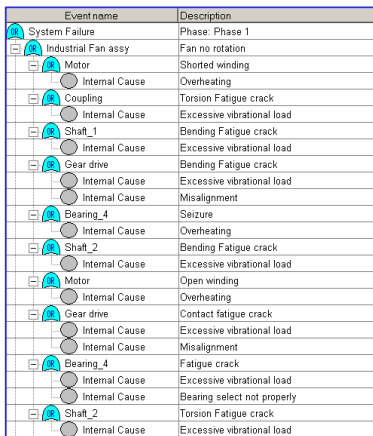 Event name Description
OR System Failure Phase: Phase 1
OR Industrial Fan assy Fan no rotation
OR Motor Shorted winding
Internal Cause Overheating
OR Coupling Torsion Fatigue crack
Internal Cause Excessive vibrational load
OR Shaft_1 Bending Fatigue crack
Internal Cause Excessive vibrational load
OR Gear drive Bending Fatigue crack
Internal Cause Excessive vibrational load
Internal Cause Misalignment
OR Bearing_4 Seizure
Internal Cause Overheating
OR Shaft_2 Bending Fatigue crack
Internal Cause Excessive vibrational load
OR Motor Open winding
Internal Cause Overheating
OR Gear drive Contact fatigue crack
Internal Cause Excessive vibrational load
Internal Cause Misalignment
OR Bearing_4 Fatigue crack
Internal Cause Excessive vibrational load
Internal Cause Bearing select not properly
OR Shaft_2 Torsion Fatigue crack
Internal Cause Excessive vibrational load